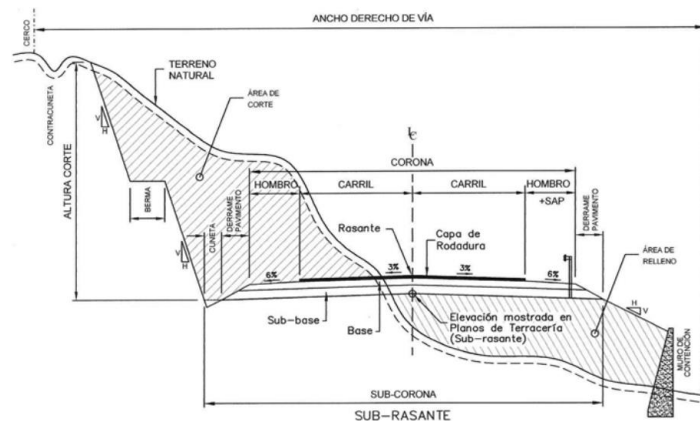 ANCHO DERECHO DE VÍA
CERCO
CONTRACUNETA
TERRENO
NATURAL
ÁREA DE
CORTE
V
H
ALTURA CORTE
BERMA
V
H
CUNETA
DERRAME
PAVIMENTO
℄
CORONA
HOMBRO
CARRIL
CARRIL
HOMBRO
+SAP
DERRAME
PAVIMENTO
Rasante
Capa de
Rodadura
ÁREA DE
RELLENO
6%
3%
3%
6%
H
V
Sub-base
Base
Elevación mostrada en
Planos de Terracería
(Sub-rasante)
MURO DE
CONTENCIÓN
SUB-CORONA
SUB-RASANTE